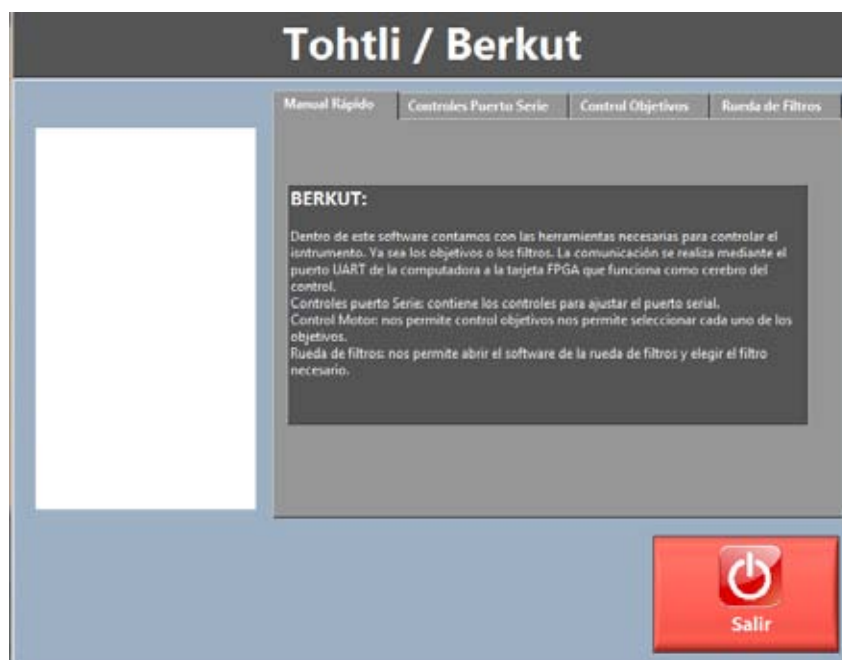 Tohtli / Berkut
Manual Rápido
Controles Puerto Serie
Control Objetivos
Rueda de Filtros
BERKUT:
Dentro de este software contamos con las herramientas necesarias para controlar el
isntrumento. Ya sea los objetivos o los filtros. La comunicación se realiza mediante el
puerto UART de la computadora a la tarjeta FPGA que funciona como cerebro del
control.
Controles puerto Serie: contiene los controles para ajustar el puerto serial.
Control Motor: nos permite control objetivos nos permite seleccionar cada uno de los
objetivos.
Rueda de filtros: nos permite abrir el software de la rueda de filtros y elegir el filtro
necesario.
Salir